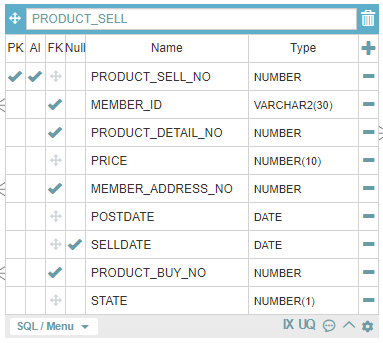 PRODUCT_SELL
PK AI FK Null Name Type
PRODUCT_SELL_NO NUMBER
MEMBER_ID VARCHAR2(30)
PRODUCT_DETAIL_NO NUMBER
PRICE NUMBER(10)
MEMBER_ADDRESS_NO NUMBER
POSTDATE DATE
SELLDATE DATE
PRODUCT_BUY_NO NUMBER
STATE NUMBER(1)
SQL / Menu IX UQ